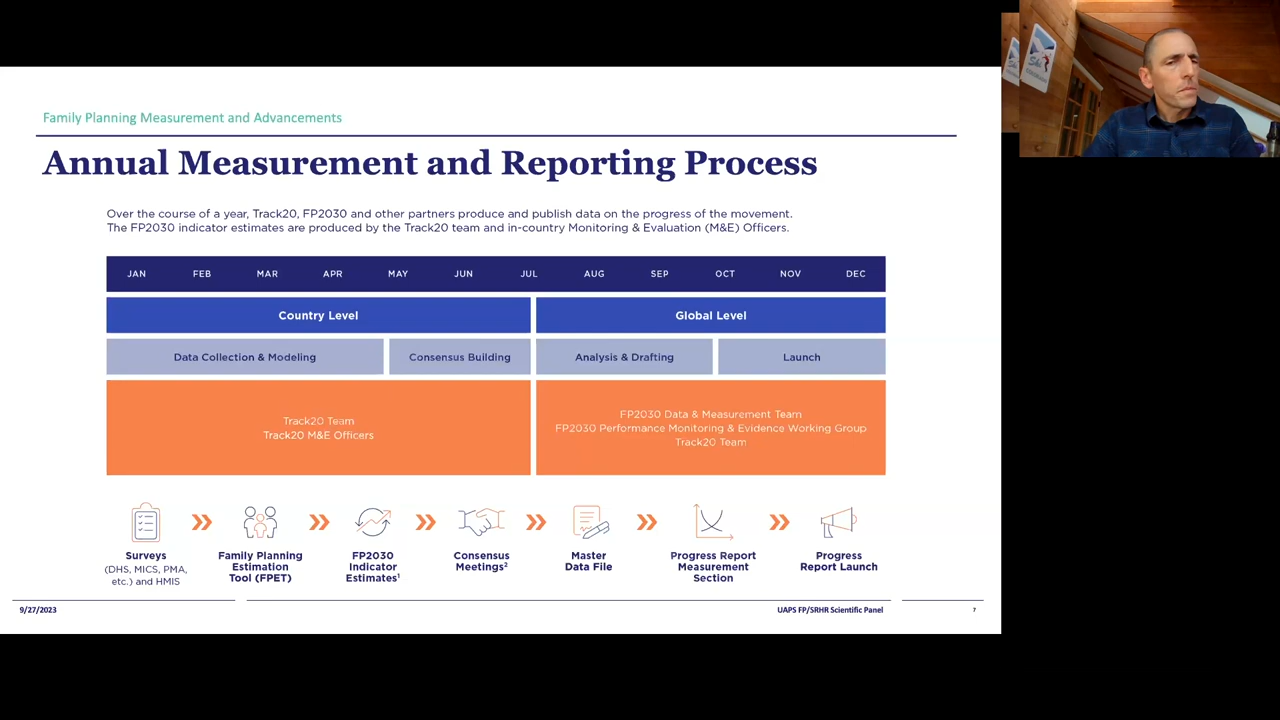 Family Planning Measurement and Advancements
Annual Measurement and Reporting Process
Over the course of a year, Track20, FP2030 and other partners produce and publish data on the progress of the movement.
The FP2030 indicator estimates are produced by the Track20 team and in-country Monitoring & Evaluation (M&E) Officers.
JAN FEB MAR APR MAY JUN JUL AUG SEP OCT NOV DEC
Country Level Global Level
Data Collection & Modeling Consensus Building Analysis & Drafting Launch
Track20 Team
Track20 M&E Officers
FP2030 Data & Measurement Team
FP2030 Performance Monitoring & Evidence Working Group
Track20 Team
Surveys
(DHS, MICS, PMA,
etc.) and HMIS
Family Planning
Estimation
Tool (FPET)
FP2030
Indicator
Estimates¹
Consensus
Meetings²
Master
Data File
Progress Report
Measurement
Section
Progress
Report Launch
9/27/2023 UAPS FP/SRHR Scientific Panel 7
Ski